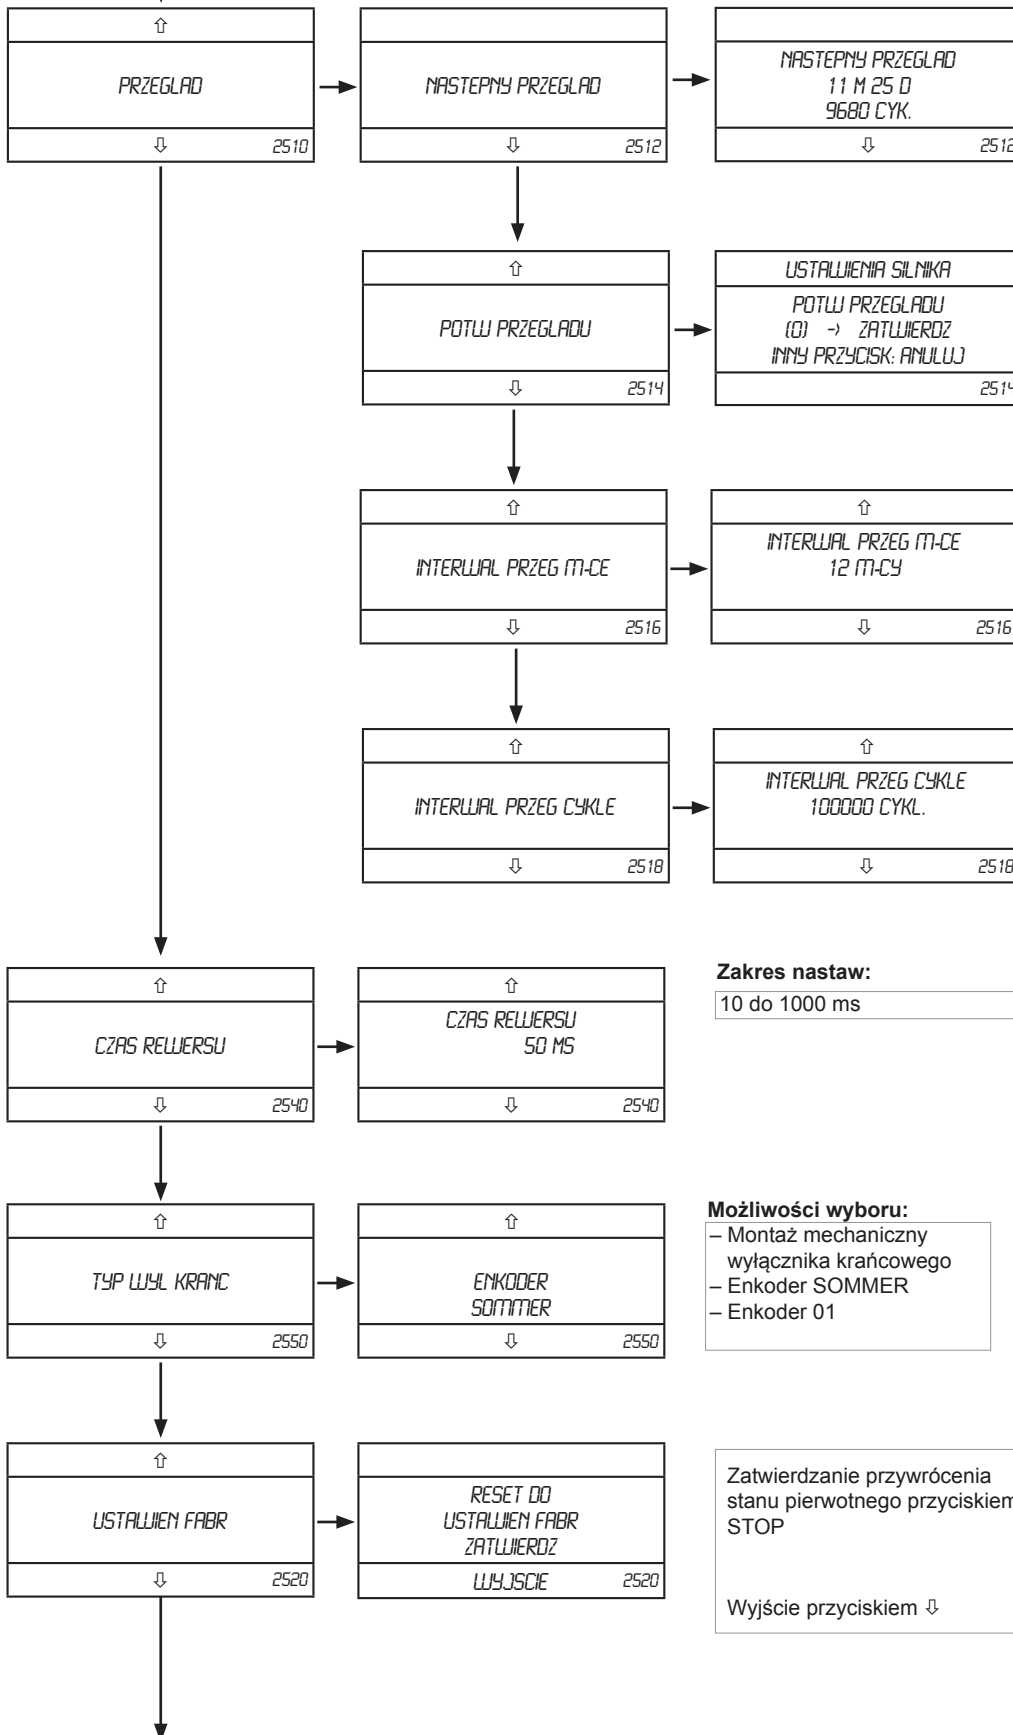 ⇧
PRZEGLAD
⇩ 2510
NASTEPNY PRZEGLAD
⇩ 2512
NASTEPNY PRZEGLAD
11 M 25 D
9680 CYK.
⇩ 2512
⇧
POTW PRZEGLADU
⇩ 2514
USTAWIENIA SILNIKA
POTW PRZEGLADU
(O) -> ZATWIERDZ
INNY PRZYCISK: ANULUJ
2514
⇧
INTERWAL PRZEG M-CE
⇩ 2516
⇧
INTERWAL PRZEG M-CE
12 M-CY
⇩ 2516
⇧
INTERWAL PRZEG CYKLE
⇩ 2518
⇧
INTERWAL PRZEG CYKLE
100000 CYKL.
⇩ 2518
⇧
CZAS REWERSU
⇩ 2540
⇧
CZAS REWERSU
50 MS
⇩ 2540
Zakres nastaw:
10 do 1000 ms
⇧
TYP WYL KRANC
⇩ 2550
⇧
ENKODER
SOMMER
⇩ 2550
Możliwości wyboru:
– Montaż mechaniczny
wyłącznika krańcowego
– Enkoder SOMMER
– Enkoder 01
⇧
USTAWIEN FABR
⇩ 2520
RESET DO
USTAWIEN FABR
ZATWIERDZ
WYJSCIE 2520
Zatwierdzanie przywrócenia
stanu pierwotnego przyciskiem
STOP
Wyjście przyciskiem ⇩